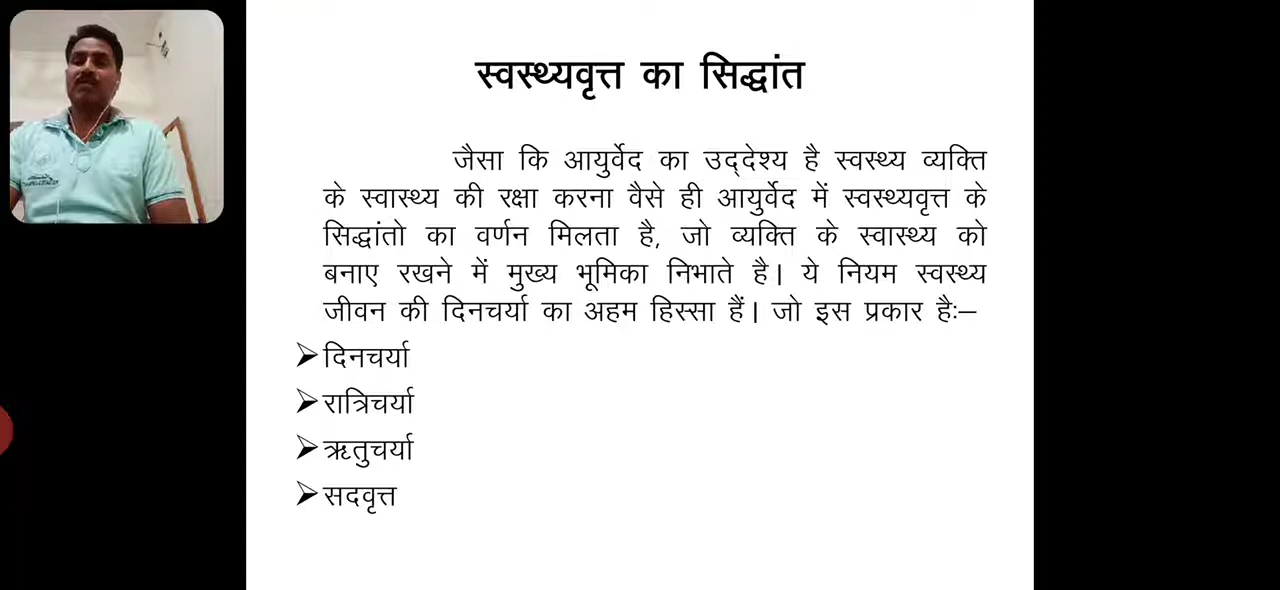 स्वस्थ्यवृत्त का सिद्धांत
जैसा कि आयुर्वेद का उद्देश्य है स्वस्थ्य व्यक्ति
के स्वास्थ्य की रक्षा करना वैसे ही आयुर्वेद में स्वस्थ्यवृत्त के
सिद्धांतो का वर्णन मिलता है, जो व्यक्ति के स्वास्थ्य को
बनाए रखने में मुख्य भूमिका निभाते है। ये नियम स्वस्थ्य
जीवन की दिनचर्या का अहम हिस्सा हैं। जो इस प्रकार हैः–
➢दिनचर्या
➢रात्रिचर्या
➢ऋतुचर्या
➢सदवृत्त